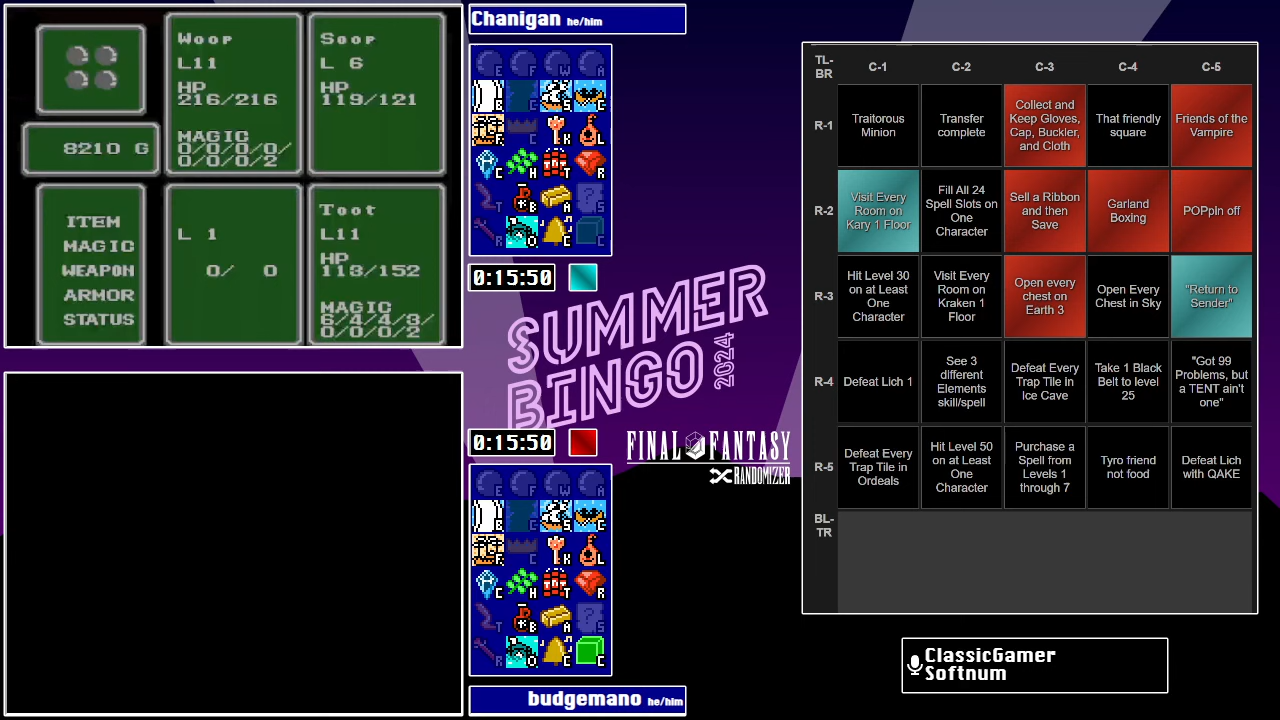 Woop
L11
HP
216/216
MAGIC
0/0/0/0/
0/0/0/2
Soop
L 6
HP
119/121
8210 G
ITEM
MAGIC
WEAPON
ARMOR
STATUS
L 1
0/ 0
Toot
L11
HP
118/152
MAGIC
0/0/0/2
Chanigan he/him
E F W A
R C S C
R C K L
C H T R
T B A S
R O C C
0:15:50
SUMMER
BINGO
2024
0:15:50
FINAL FANTASY
RANDOMIZER
E F W A
R C S C
R C K L
C H T R
T B A S
R O C C
budgemano he/him
TL-BR
C-1
C-2
C-3
C-4
C-5
R-1
Traitorous
Minion
Transfer
complete
Collect and
Keep Gloves,
Cap, Buckler,
and Cloth
That friendly
square
Friends of the
Vampire
R-2
Visit Every
Room on
Kary 1 Floor
Fill All 24
Spell Slots on
One
Character
Sell a Ribbon
and then
Save
Garland
Boxing
POPpin off
R-3
Hit Level 30
on at Least
One
Character
Visit Every
Room on
Kraken 1
Floor
Open every
chest on
Earth 3
Open Every
Chest in Sky
"Return to
Sender"
R-4
Defeat Lich 1
See 3
different
Elements
skill/spell
Defeat Every
Trap Tile in
Ice Cave
Take 1 Black
Belt to level
25
"Got 99
Problems, but
a TENT ain't
one"
R-5
Defeat Every
Trap Tile in
Ordeals
Hit Level 50
on at Least
One
Character
Purchase a
Spell from
Levels 1
through 7
Tyro friend
not food
Defeat Lich
with QAKE
BL-TR
ClassicGamer
Softnum